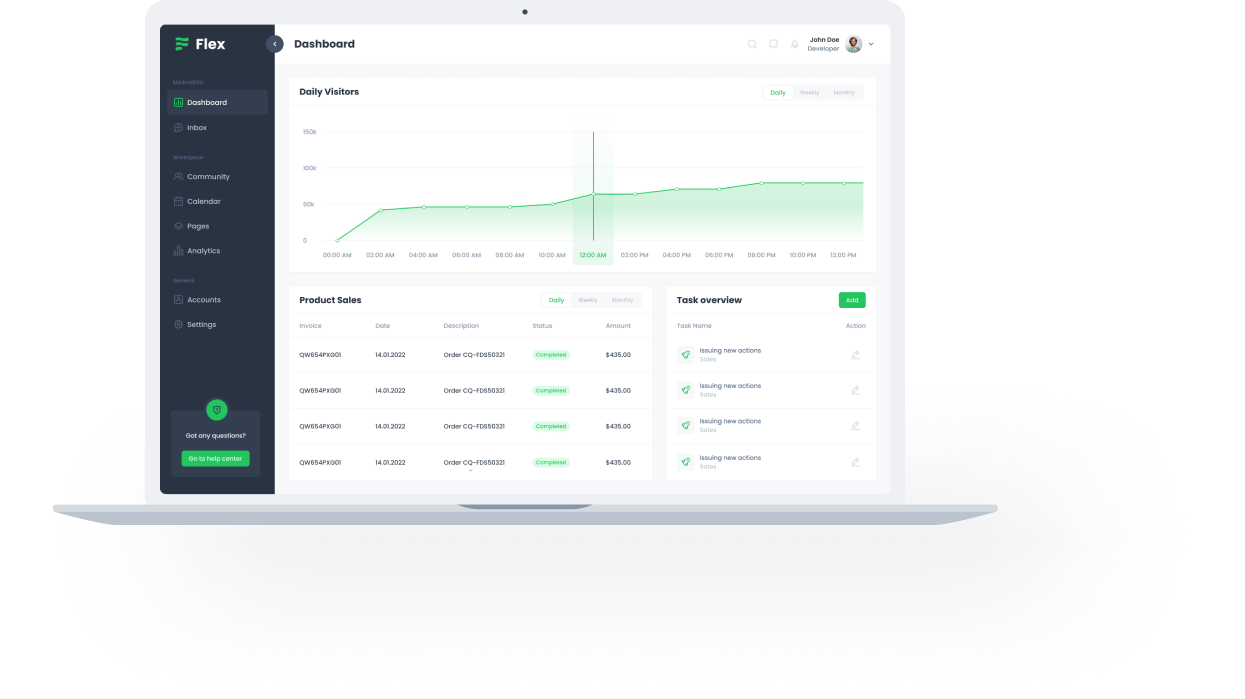 Flex
Dashboard
John Doe
Developer
MAIN MENU
Dashboard
Inbox
Workspace
Community
Calendar
Pages
Analytics
General
Accounts
Settings
Got any questions?
Go to help center
Daily Visitors
Daily Weekly Monthly
150k
100k
50k
0
00:00 AM 02:00 AM 04:00 AM 06:00 AM 08:00 AM 10:00 AM 12:00 AM 02:00 PM 04:00 PM 06:00 PM 08:00 PM 10:00 PM 12:00 PM
Product Sales
Daily Weekly Monthly
Invoice Date Description Status Amount
QW654PXG01 14.01.2022 Order CQ-FDS50321 Completed $435.00
QW654PXG01 14.01.2022 Order CQ-FDS50321 Completed $435.00
QW654PXG01 14.01.2022 Order CQ-FDS50321 Completed $435.00
QW654PXG01 14.01.2022 Order CQ-FDS50321 Completed $435.00
Task overview
Add
Task Name Action
Issuing new actions
Sales
Issuing new actions
Sales
Issuing new actions
Sales
Issuing new actions
Sales